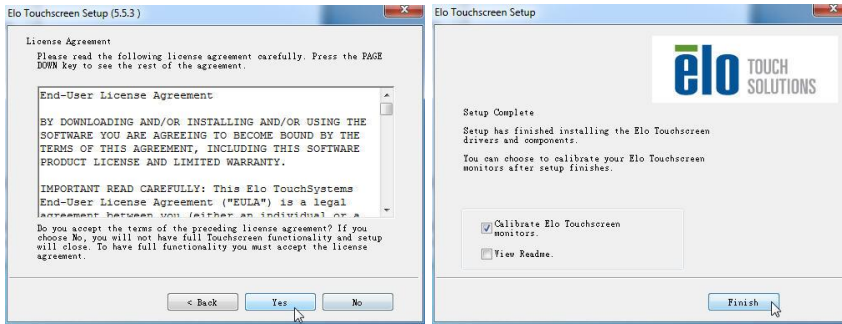 Elo Touchscreen Setup (5.5.3 )
License Agreement
Please read the following license agreement carefully. Press the PAGE
DOWN key to see the rest of the agreement.
End-User License Agreement
BY DOWNLOADING AND/OR INSTALLING AND/OR USING THE
SOFTWARE YOU ARE AGREEING TO BECOME BOUND BY THE
TERMS OF THIS AGREEMENT, INCLUDING THIS SOFTWARE
PRODUCT LICENSE AND LIMITED WARRANTY.
IMPORTANT READ CAREFULLY: This Elo TouchSystems
End-User License Agreement ("EULA") is a legal
agreement between you (either an individual or a
Do you accept the terms of the preceding license agreement? If you
choose No, you will not have full Touchscreen functionality and setup
will close. To have full functionality you must accept the license
agreement.
< Back
Yes
No
Elo Touchscreen Setup
elo TOUCH
SOLUTIONS
Setup Complete
Setup has finished installing the Elo Touchscreen
drivers and components.
You can choose to calibrate your Elo Touchscreen
monitors after setup finishes.
Calibrate Elo Touchscreen
monitors.
View Readme.
Finish